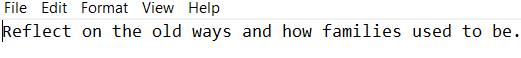 File Edit Format View Help
Reflect on the old ways and how families used to be.